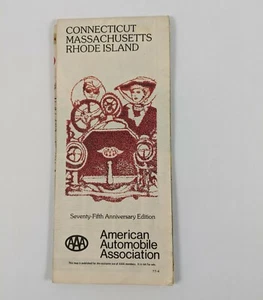 CONNECTICUT
MASSACHUSETTS
RHODE ISLAND
Seventy-Fifth Anniversary Edition
AAA
American
Automobile
Association